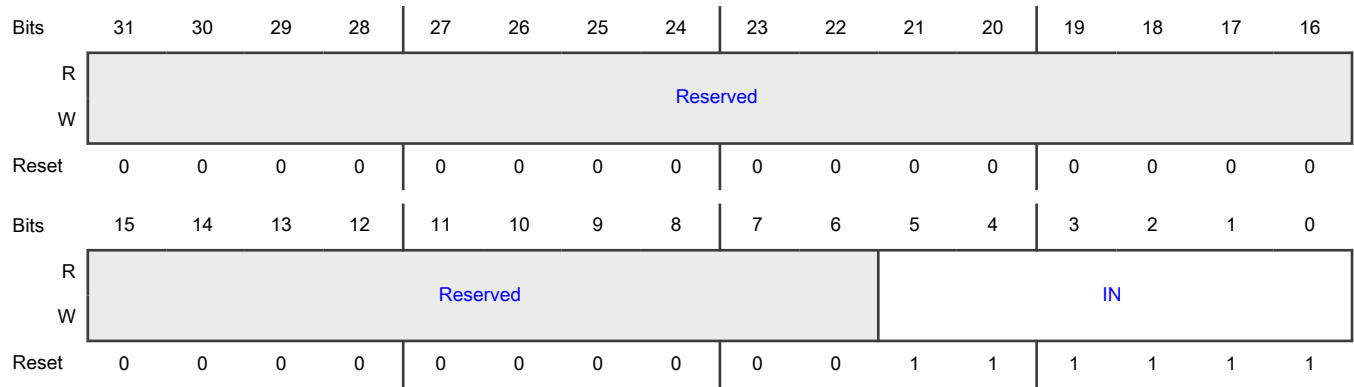 Bits 31 30 29 28 27 26 25 24 23 22 21 20 19 18 17 16
R
Reserved
W
Reset 0 0 0 0 0 0 0 0 0 0 0 0 0 0 0 0
Bits 15 14 13 12 11 10 9 8 7 6 5 4 3 2 1 0
R
Reserved IN
W
Reset 0 0 0 0 0 0 0 0 0 0 1 1 1 1 1 1